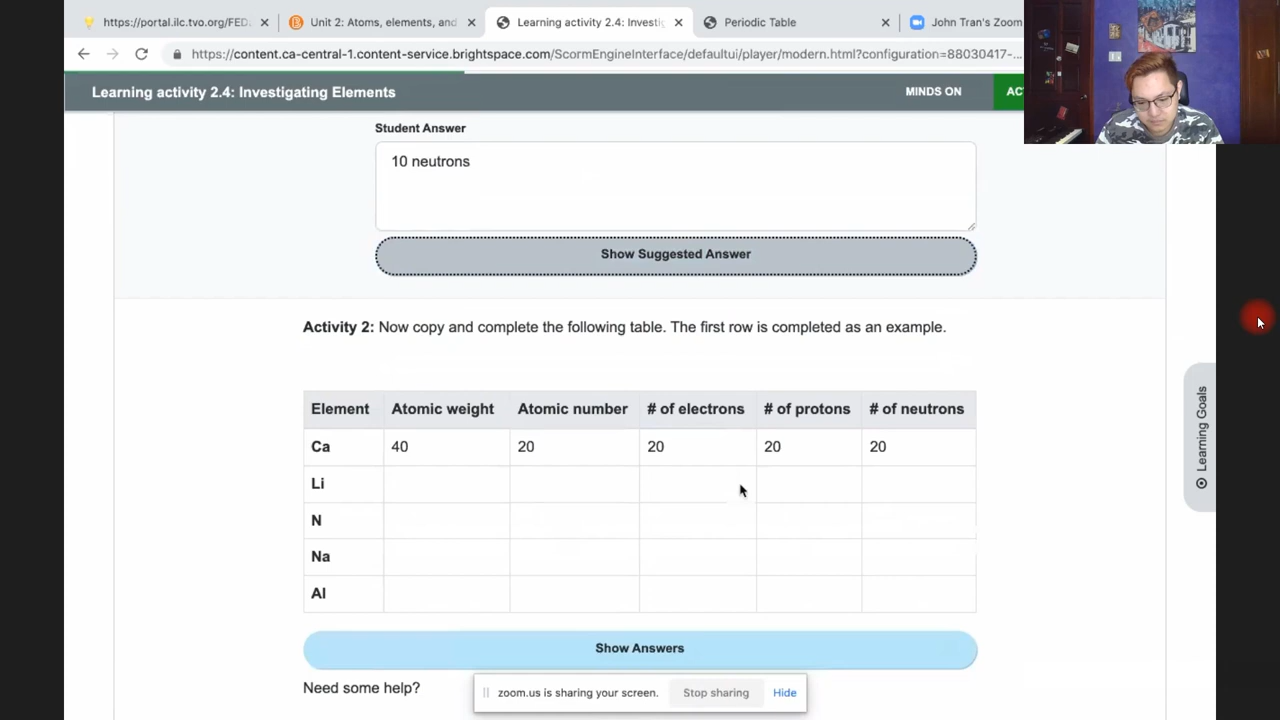 https://portal.ilc.tvo.org/FED
Unit 2: Atoms, elements, and
Learning activity 2.4: Investig
Periodic Table
John Tran's Zoom
https://content.ca-central-1.content-service.brightspace.com/ScormEngineInterface/defaultui/player/modern.html?configuration=88030417-...
Learning activity 2.4: Investigating Elements
MINDS ON
Student Answer
10 neutrons
Show Suggested Answer
Activity 2: Now copy and complete the following table. The first row is completed as an example.
Element Atomic weight Atomic number # of electrons # of protons # of neutrons
Ca 40 20 20 20 20
Li
N
Na
Al
Show Answers
Need some help?
zoom.us is sharing your screen. Stop sharing Hide
Learning Goals